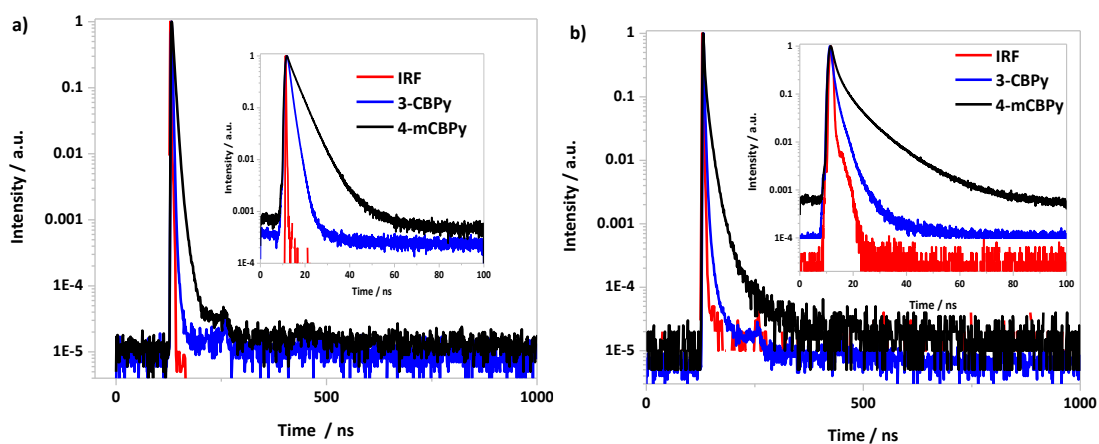 a)
Intensity / a.u.
1
0.1
0.01
0.001
1E-4
1E-5
0
500
1000
Time / ns
Intensity / a.u.
1
0.1
0.01
0.001
1E-4
0
20
40
60
80
100
Time / ns
IRF
3-CBPy
4-mCBPy
b)
Intensity / a.u.
1
0.1
0.01
0.001
1E-4
1E-5
0
500
1000
Time / ns
Intensity / a.u.
1
0.1
0.01
0.001
1E-4
0
20
40
60
80
100
Time / ns
IRF
3-CBPy
4-mCBPy